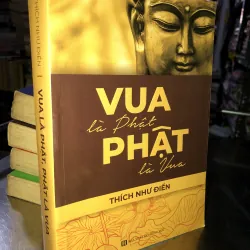 VUA
là Phật
PHẬT
là Vua
THÍCH NHƯ ĐIỂN
VUA LÀ PHẬT, PHẬT LÀ VUA